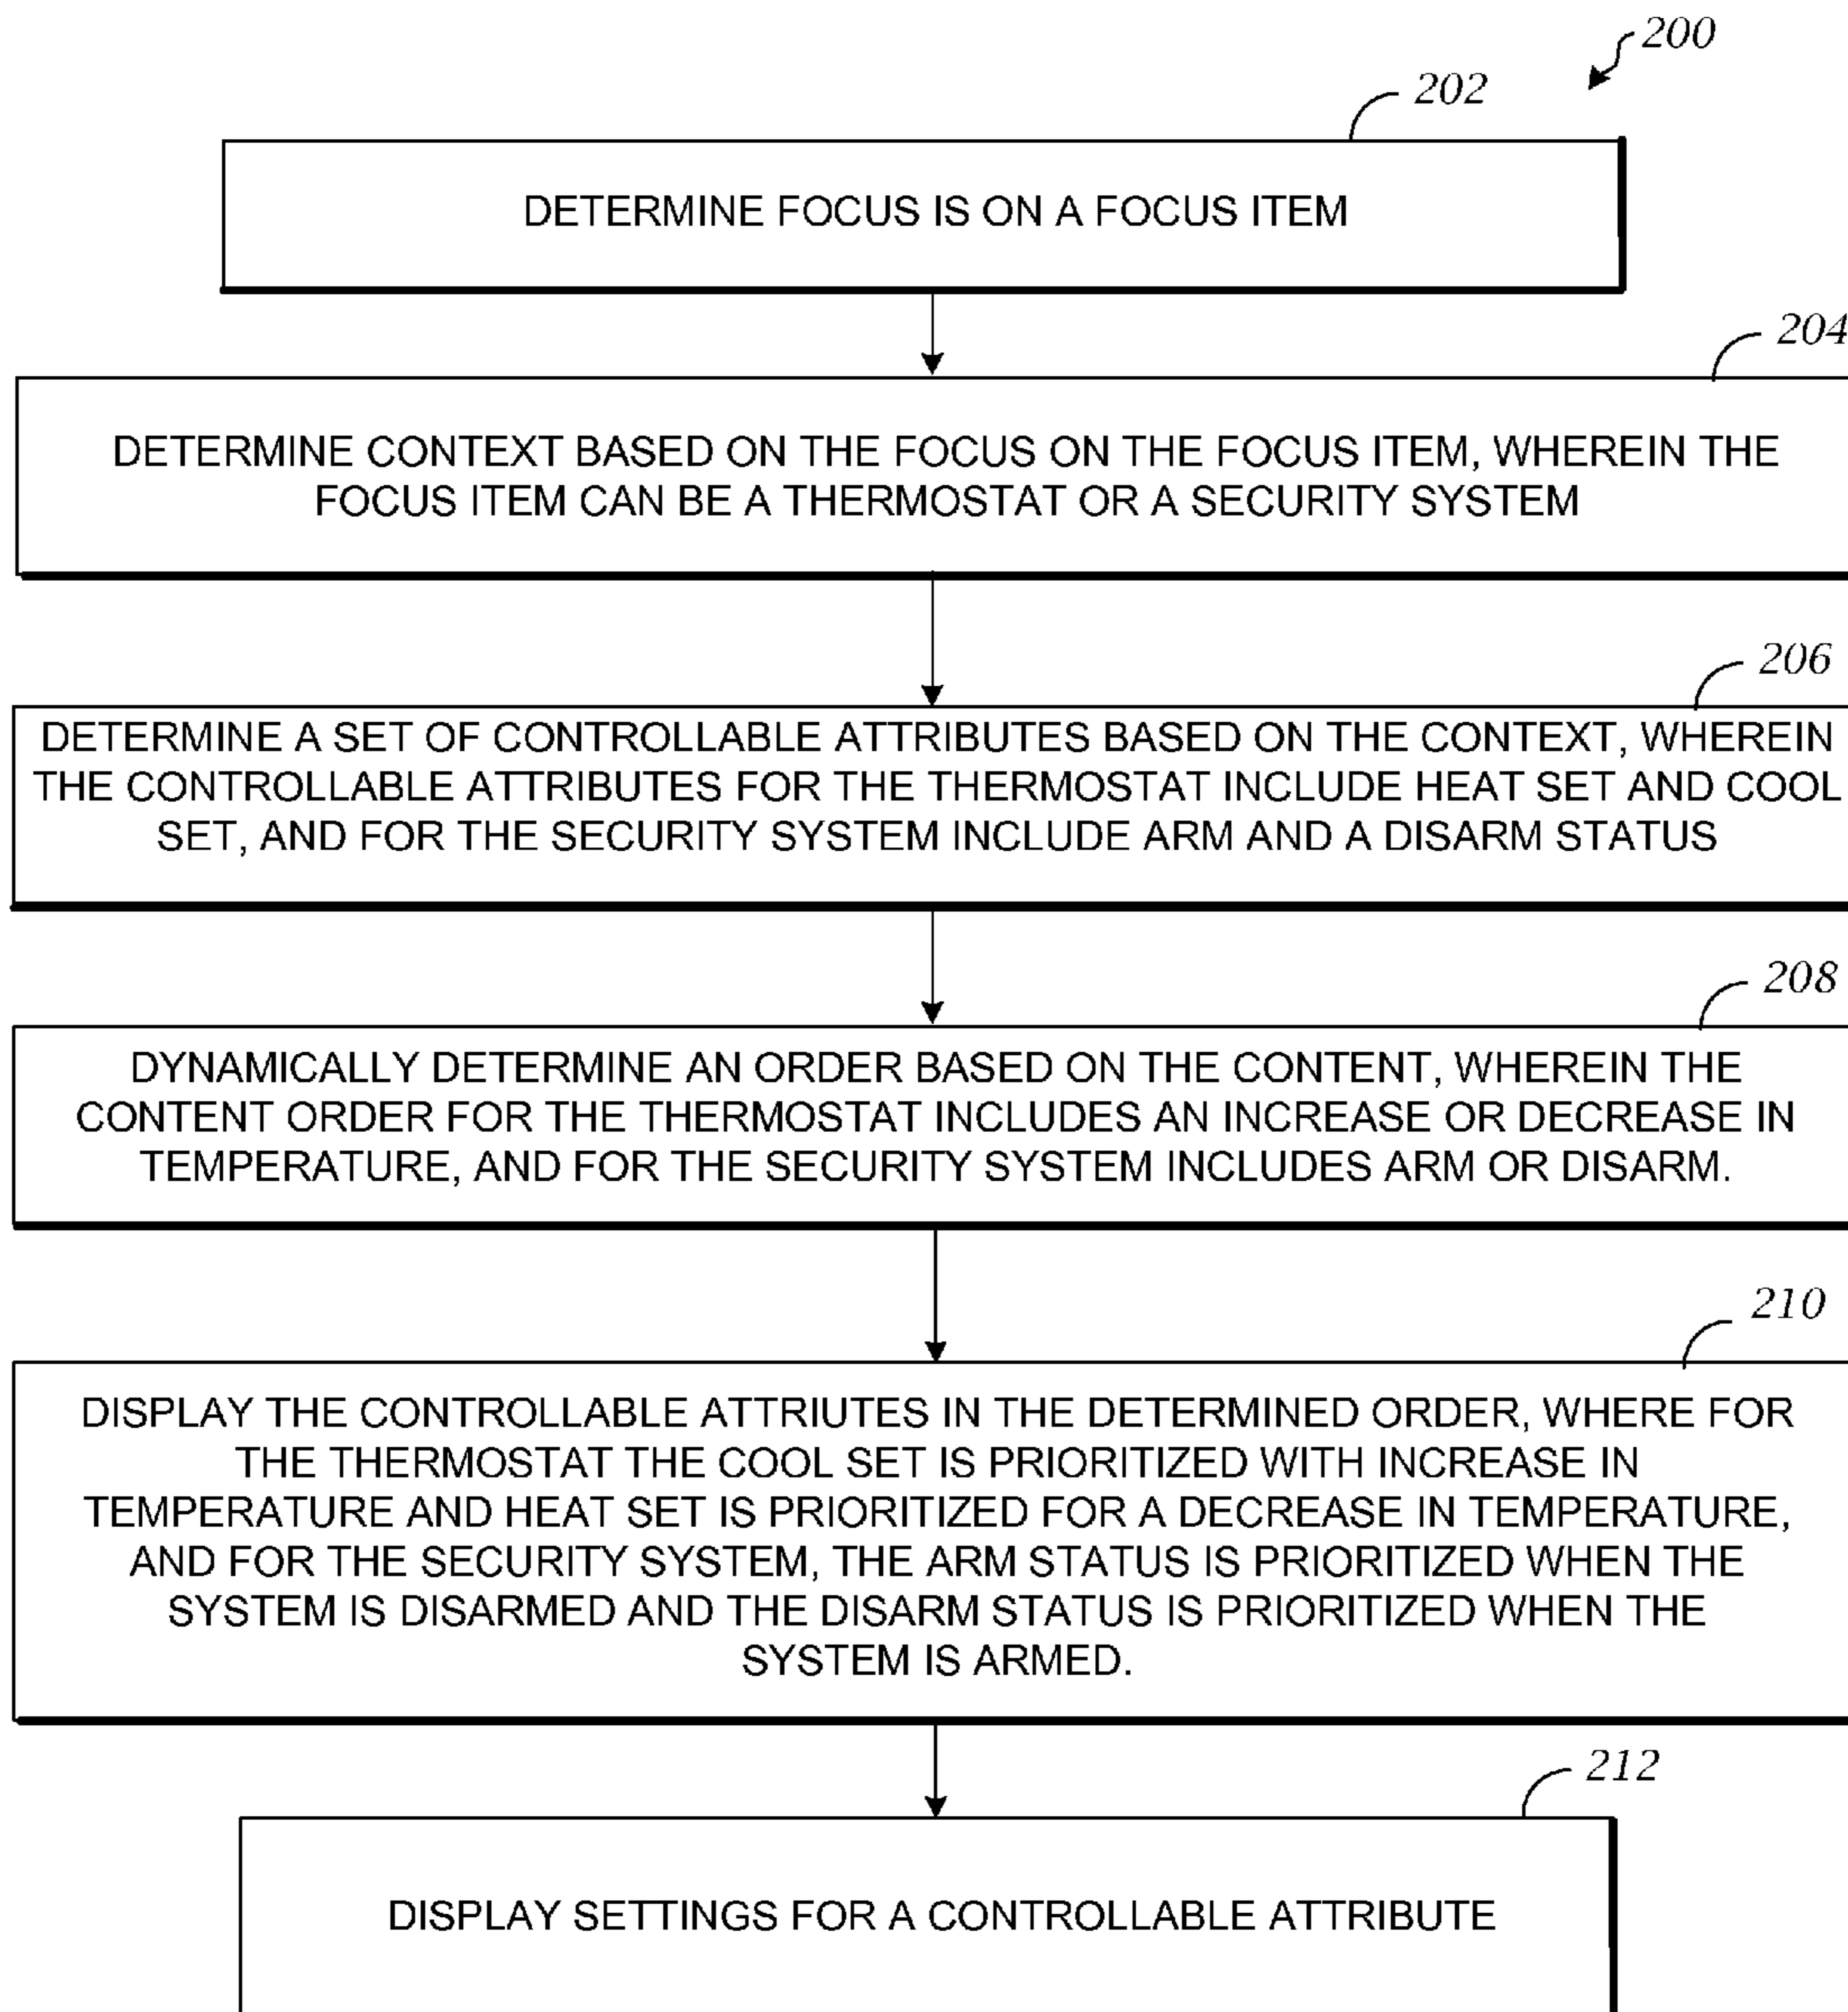 200
202
DETERMINE FOCUS IS ON A FOCUS ITEM
204
DETERMINE CONTEXT BASED ON THE FOCUS ON THE FOCUS ITEM, WHEREIN THE
FOCUS ITEM CAN BE A THERMOSTAT OR A SECURITY SYSTEM
206
DETERMINE A SET OF CONTROLLABLE ATTRIBUTES BASED ON THE CONTEXT, WHEREIN
THE CONTROLLABLE ATTRIBUTES FOR THE THERMOSTAT INCLUDE HEAT SET AND COOL
SET, AND FOR THE SECURITY SYSTEM INCLUDE ARM AND A DISARM STATUS
208
DYNAMICALLY DETERMINE AN ORDER BASED ON THE CONTENT, WHEREIN THE
CONTENT ORDER FOR THE THERMOSTAT INCLUDES AN INCREASE OR DECREASE IN
TEMPERATURE, AND FOR THE SECURITY SYSTEM INCLUDES ARM OR DISARM.
210
DISPLAY THE CONTROLLABLE ATTRIUTES IN THE DETERMINED ORDER, WHERE FOR
THE THERMOSTAT THE COOL SET IS PRIORITIZED WITH INCREASE IN
TEMPERATURE AND HEAT SET IS PRIORITIZED FOR A DECREASE IN TEMPERATURE,
AND FOR THE SECURITY SYSTEM, THE ARM STATUS IS PRIORITIZED WHEN THE
SYSTEM IS DISARMED AND THE DISARM STATUS IS PRIORITIZED WHEN THE
SYSTEM IS ARMED.
212
DISPLAY SETTINGS FOR A CONTROLLABLE ATTRIBUTE